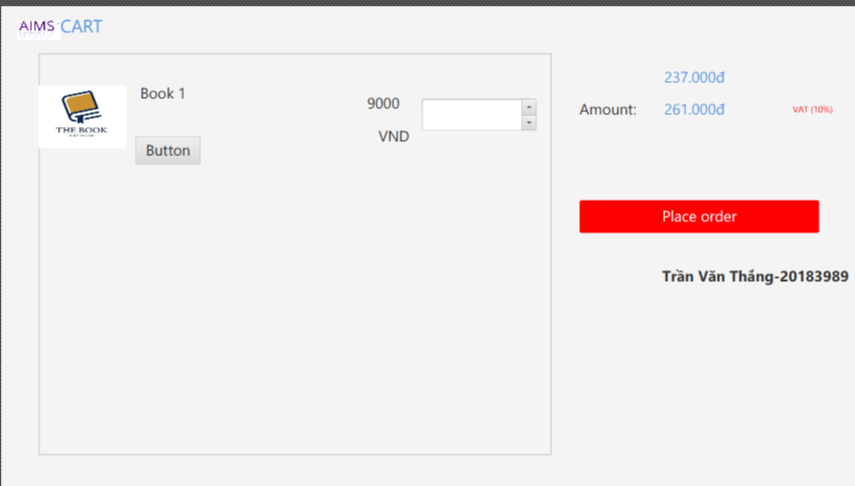 AIMS CART
Book 1
THE BOOK
Button
9000
VND
237.000đ
Amount: 261.000đ VAT (10%)
Place order
Trần Văn Thắng-20183989